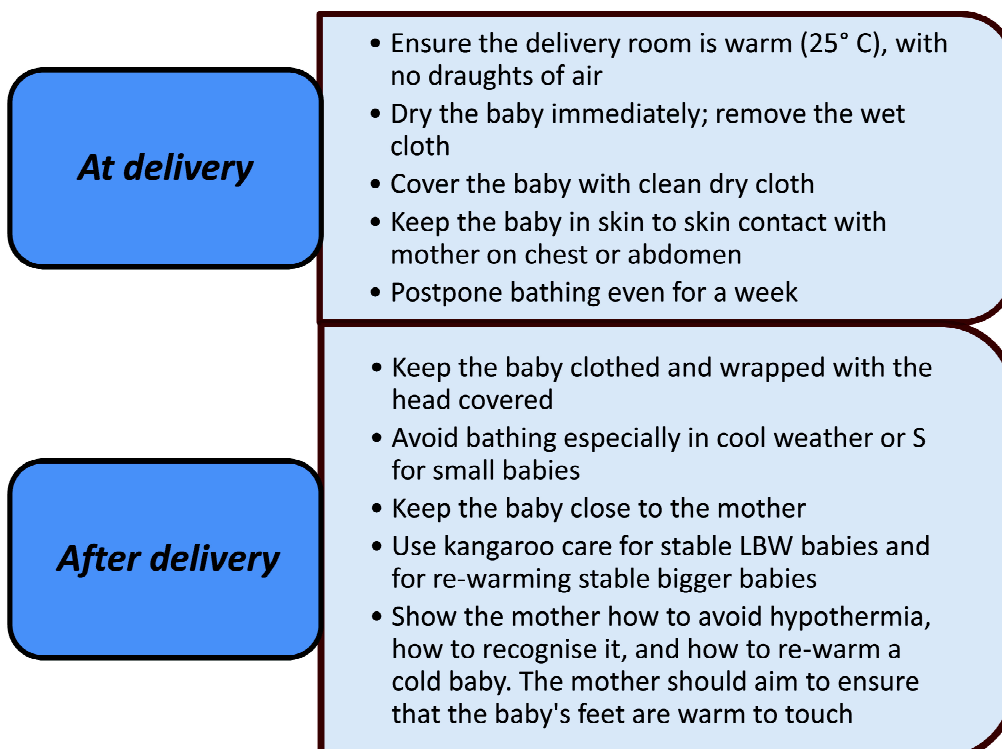 At delivery
• Ensure the delivery room is warm (25° C), with
no draughts of air
• Dry the baby immediately; remove the wet
cloth
• Cover the baby with clean dry cloth
• Keep the baby in skin to skin contact with
mother on chest or abdomen
• Postpone bathing even for a week
After delivery
• Keep the baby clothed and wrapped with the
head covered
• Avoid bathing especially in cool weather or S
for small babies
• Keep the baby close to the mother
• Use kangaroo care for stable LBW babies and
for re-warming stable bigger babies
• Show the mother how to avoid hypothermia,
how to recognise it, and how to re-warm a
cold baby. The mother should aim to ensure
that the baby's feet are warm to touch